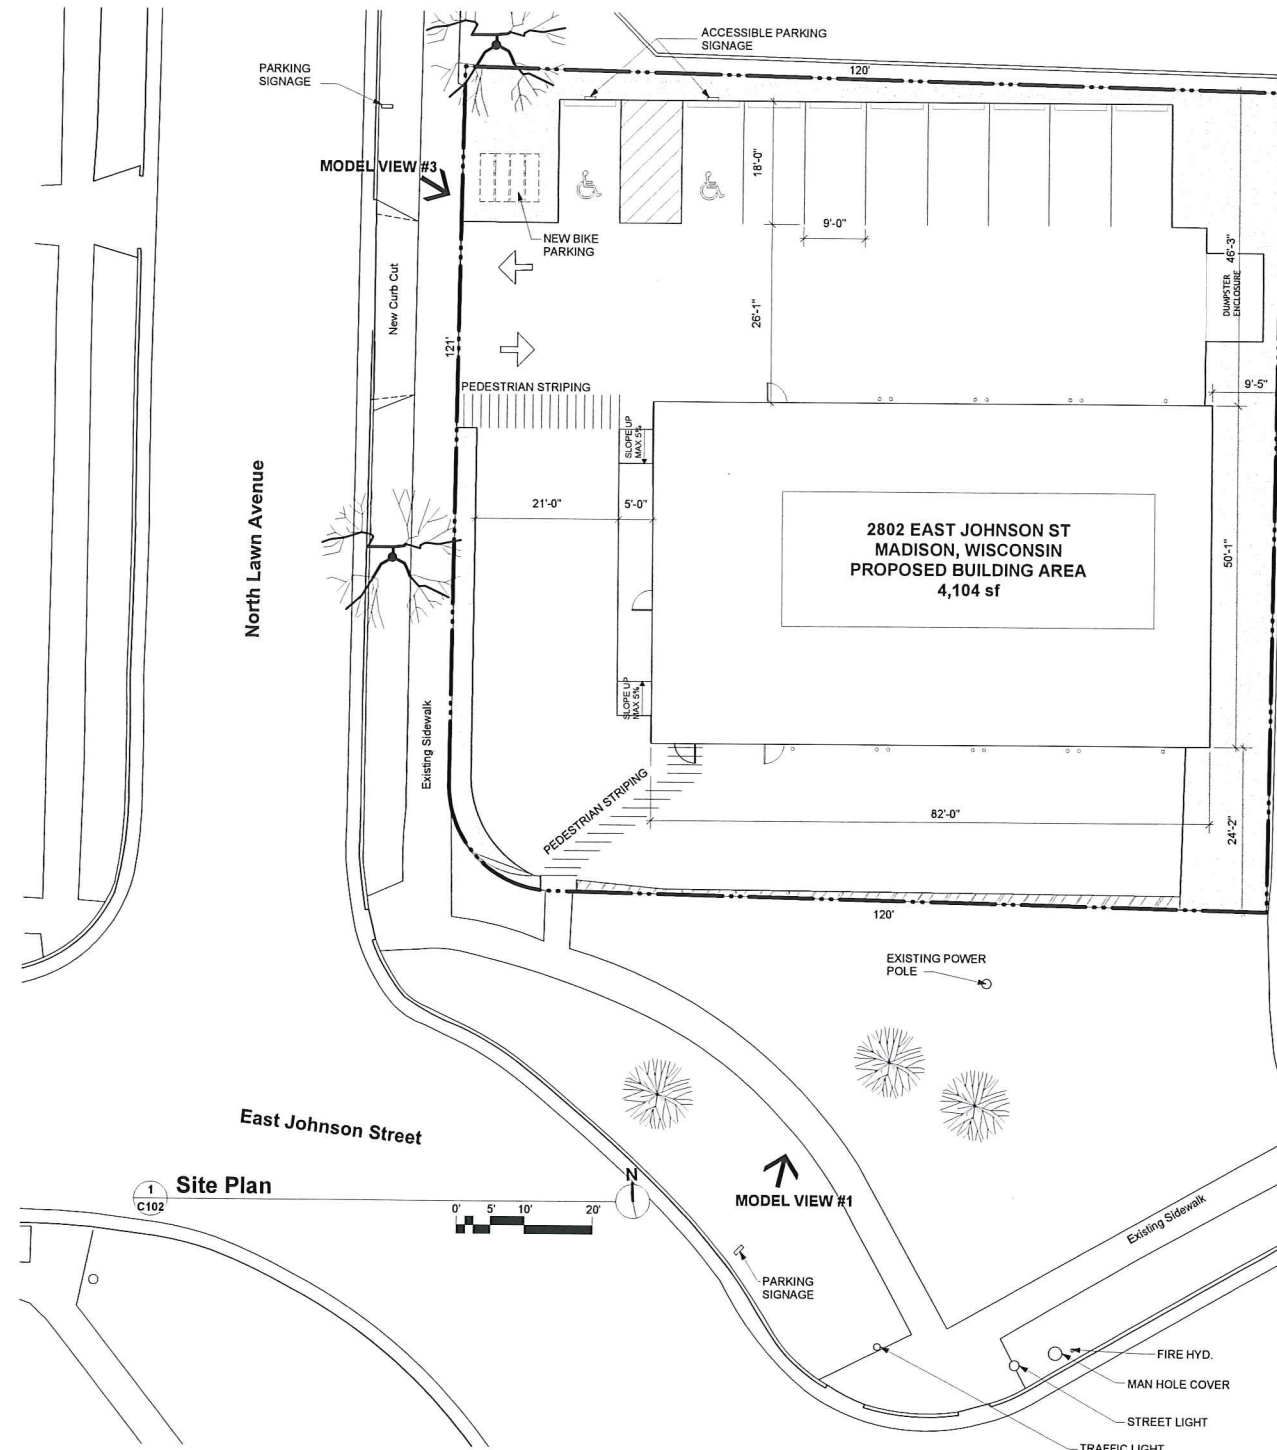 ACCESSIBLE PARKING
SIGNAGE
PARKING
SIGNAGE
120'
MODEL VIEW #3
18'-0"
9'-0"
NEW BIKE
PARKING
46'-3"
DUMPSTER
ENCLOSURE
New Curb Cut
26'-1"
121'
PEDESTRIAN STRIPING
9'-5"
SLOPE UP
MAX 5%
North Lawn Avenue
21'-0"
5'-0"
2802 EAST JOHNSON ST
MADISON, WISCONSIN
PROPOSED BUILDING AREA
4,104 sf
50'-1"
Existing Sidewalk
SLOPE UP
MAX 5%
PEDESTRIAN STRIPING
82'-0"
24'-2"
120'
EXISTING POWER
POLE
East Johnson Street
1
C102
Site Plan
N
0' 5' 10' 20'
MODEL VIEW #1
Existing Sidewalk
PARKING
SIGNAGE
FIRE HYD.
MAN HOLE COVER
STREET LIGHT
TRAFFIC LIGHT